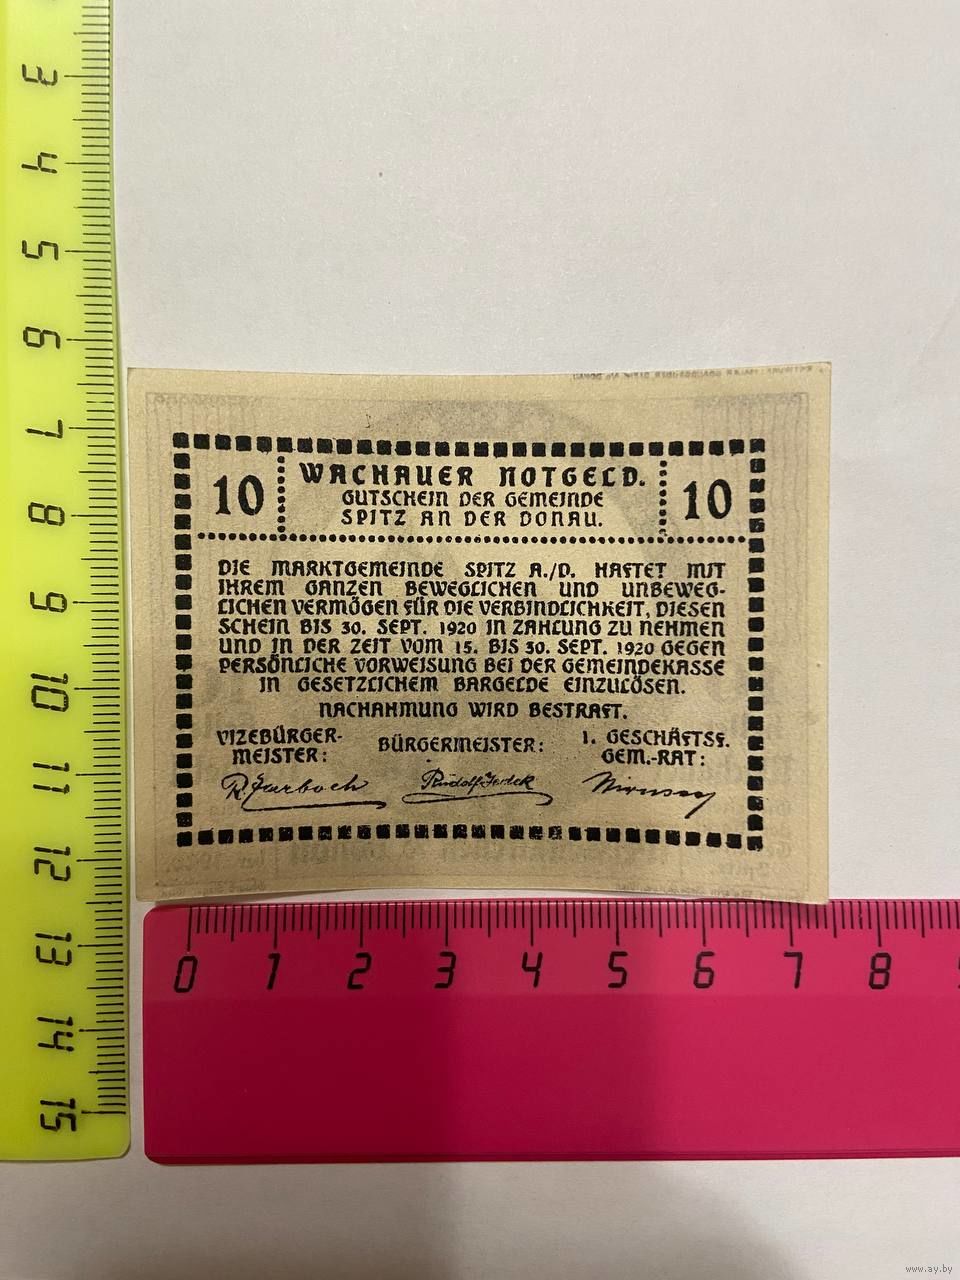 10
WACHAUER NOTGELD.
GUTSCHEIN DER GEMEINDE
SPITZ AN DER DONAU.
10
DIE MARKTGEMEINDE SPITZ A./D. HAFTET MIT
IHREM GANZEN BEWEGLICHEN UND UNBEWEG-
LICHEN VERMÖGEN FÜR DIE VERBINDLICHKEIT, DIESEN
SCHEIN BIS 30. SEPT. 1920 IN ZAHLUNG ZU NEHMEN
UND IN DER ZEIT VOM 15. BIS 30. SEPT. 1920 GEGEN
PERSÖNLICHE VORWEISUNG BEI DER GEMEINDEKASSE
IN GESETZLICHEM BARGELDE EINZULÖSEN.
NACHAHMUNG WIRD BESTRAFT.
VIZEBÜRGER-
MEISTER:
BÜRGERMEISTER:
1. GESCHÄFTSF.
GEM.-RAT:
Rudolf
3
4
5
6
7
8
9
10
11
12
13
14
15
0 1 2 3 4 5 6 7 8
www.ay.by